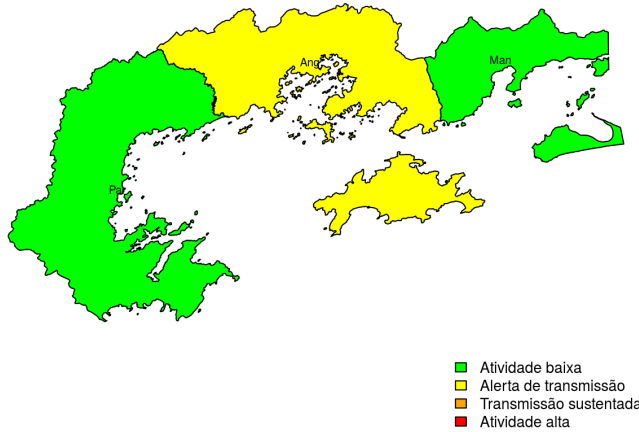 Ang
Man
Pa
Atividade baixa
Alerta de transmissão
Transmissão sustentada
Atividade alta